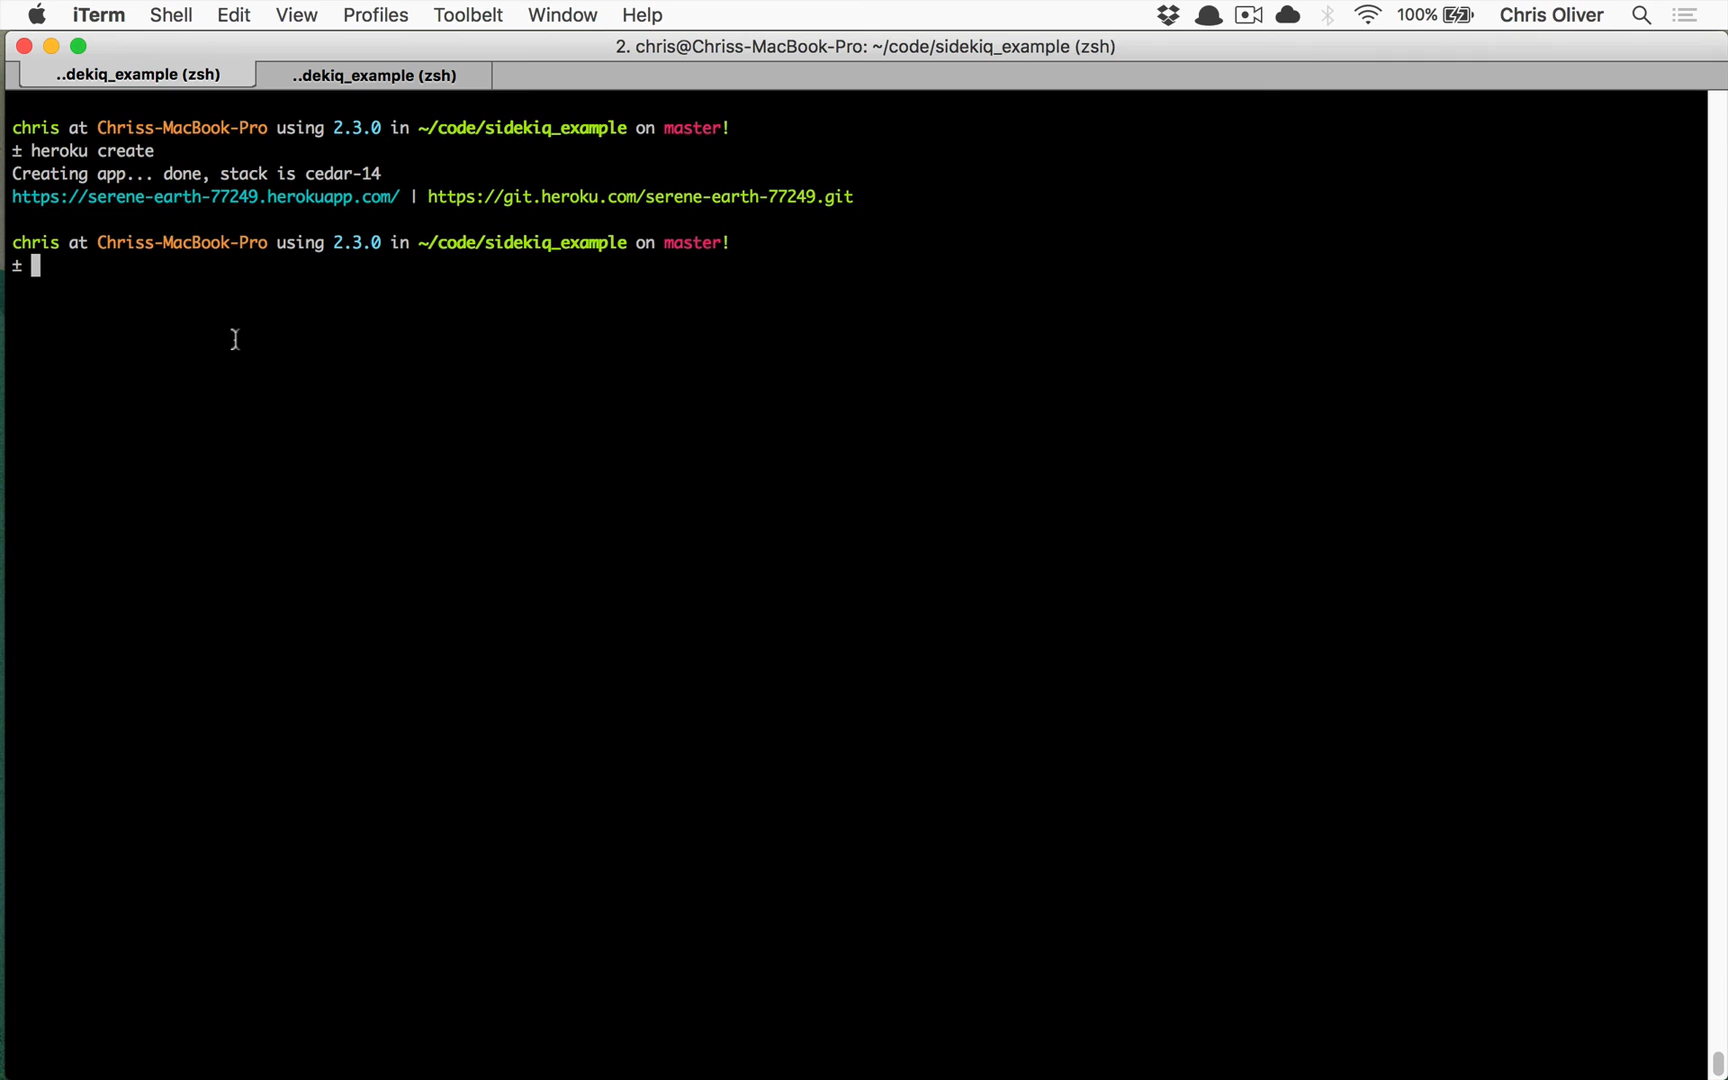 iTerm Shell Edit View Profiles Toolbelt Window Help 100% Chris Oliver
2. chris@Chriss-MacBook-Pro: ~/code/sidekiq_example (zsh)
..dekiq_example (zsh) ..dekiq_example (zsh)
chris at Chriss-MacBook-Pro using 2.3.0 in ~/code/sidekiq_example on master!
± heroku create
Creating app... done, stack is cedar-14
https://serene-earth-77249.herokuapp.com/ | https://git.heroku.com/serene-earth-77249.git
chris at Chriss-MacBook-Pro using 2.3.0 in ~/code/sidekiq_example on master!
±